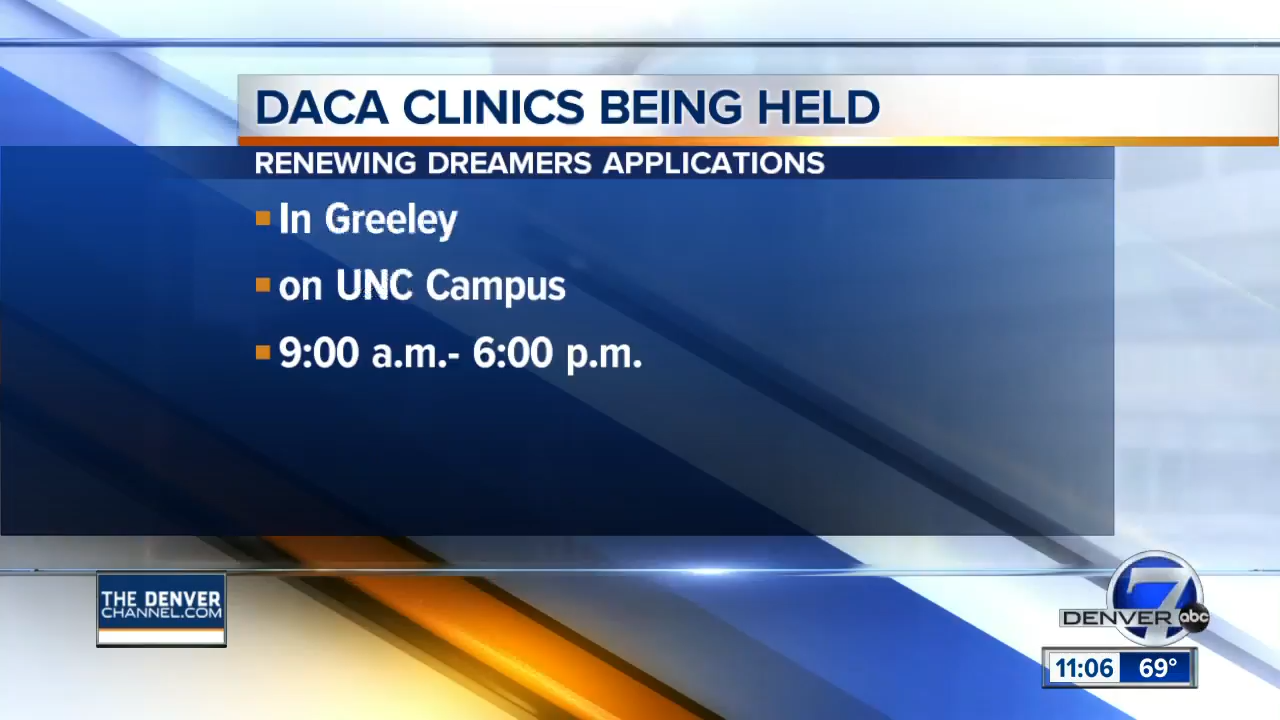 DACA CLINICS BEING HELD
RENEWING DREAMERS APPLICATIONS
In Greeley
on UNC Campus
9:00 a.m.- 6:00 p.m.
THE DENVER
CHANNEL.COM
7
DENVER abc
11:06 69°